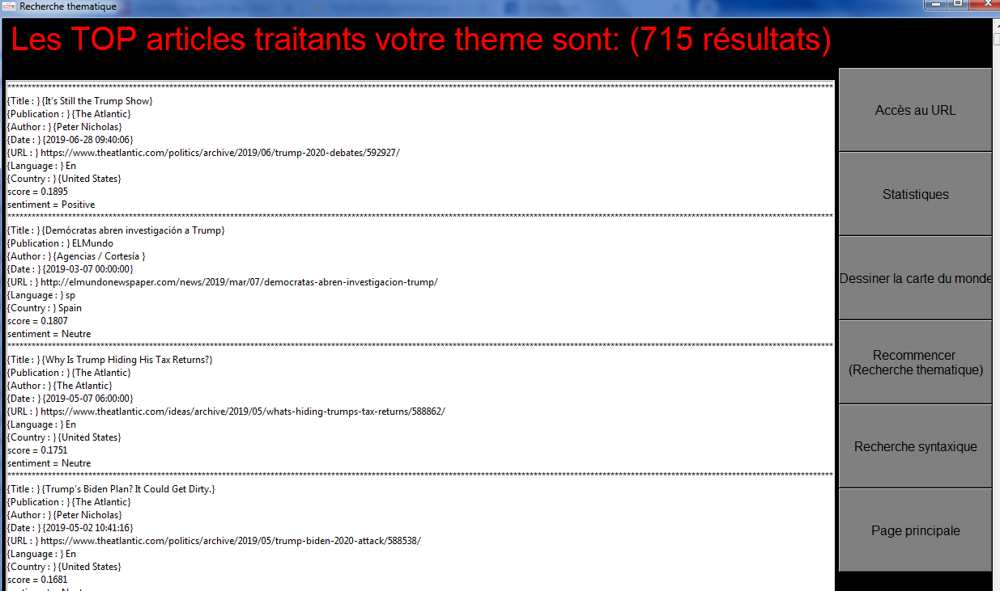 Recherche thematique
Les TOP articles traitants votre theme sont: (715 résultats)
{Title : } {It's Still the Trump Show}
{Publication : } {The Atlantic}
{Author : } {Peter Nicholas}
{Date : } {2019-06-28 09:40:06}
{URL : } https://www.theatlantic.com/politics/archive/2019/06/trump-2020-debates/592927/
{Language : } En
{Country : } {United States}
score = 0.1895
sentiment = Positive
{Title : } {Demócratas abren investigación a Trump}
{Publication : } ELMundo
{Author : } {Agencias / Cortesía }
{Date : } {2019-03-07 00:00:00}
{URL : } http://elmundonewspaper.com/news/2019/mar/07/democratas-abren-investigacion-trump/
{Language : } sp
{Country : } Spain
score = 0.1807
sentiment = Neutre
{Title : } {Why Is Trump Hiding His Tax Returns?}
{Publication : } {The Atlantic}
{Author : } {The Atlantic}
{Date : } {2019-05-07 06:00:00}
{URL : } https://www.theatlantic.com/ideas/archive/2019/05/whats-hiding-trumps-tax-returns/588862/
{Language : } En
{Country : } {United States}
score = 0.1751
sentiment = Neutre
{Title : } {Trump's Biden Plan? It Could Get Dirty.}
{Publication : } {The Atlantic}
{Author : } {Peter Nicholas}
{Date : } {2019-05-02 10:41:16}
{URL : } https://www.theatlantic.com/politics/archive/2019/05/trump-biden-2020-attack/588538/
{Language : } En
{Country : } {United States}
score = 0.1681
Accès au URL
Statistiques
Dessiner la carte du monde
Recommencer
(Recherche thematique)
Recherche syntaxique
Page principale